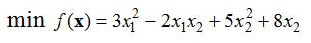 min f(x) = 3x₁² − 2x₁x₂ + 5x₂² + 8x₂